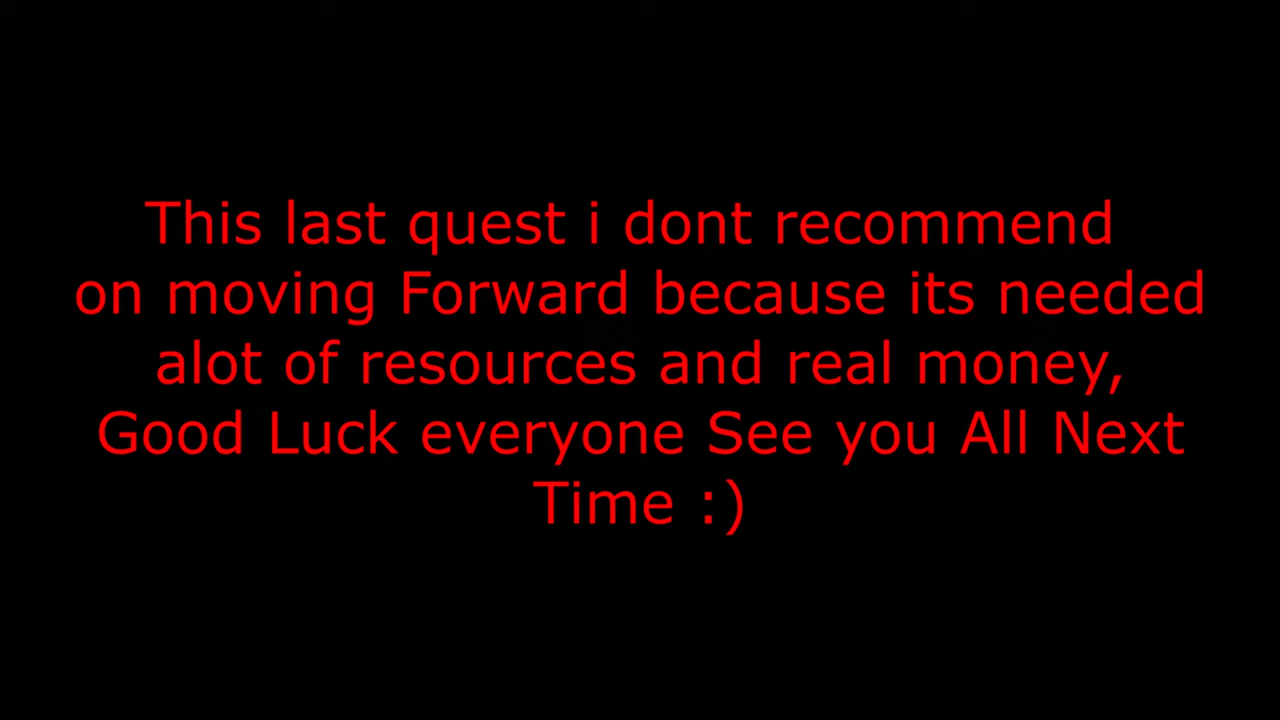 This last quest i dont recommend
on moving Forward because its needed
alot of resources and real money,
Good Luck everyone See you All Next
Time :)